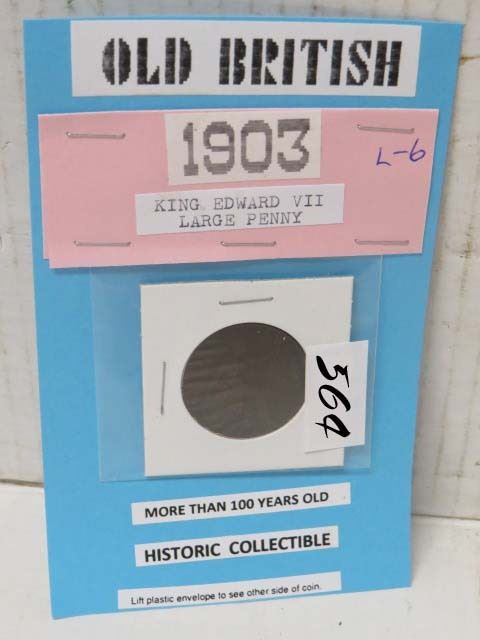 OLD BRITISH
1903
L-6
KING EDWARD VII
LARGE PENNY
564
MORE THAN 100 YEARS OLD
HISTORIC COLLECTIBLE
Lift plastic envelope to see other side of coin.